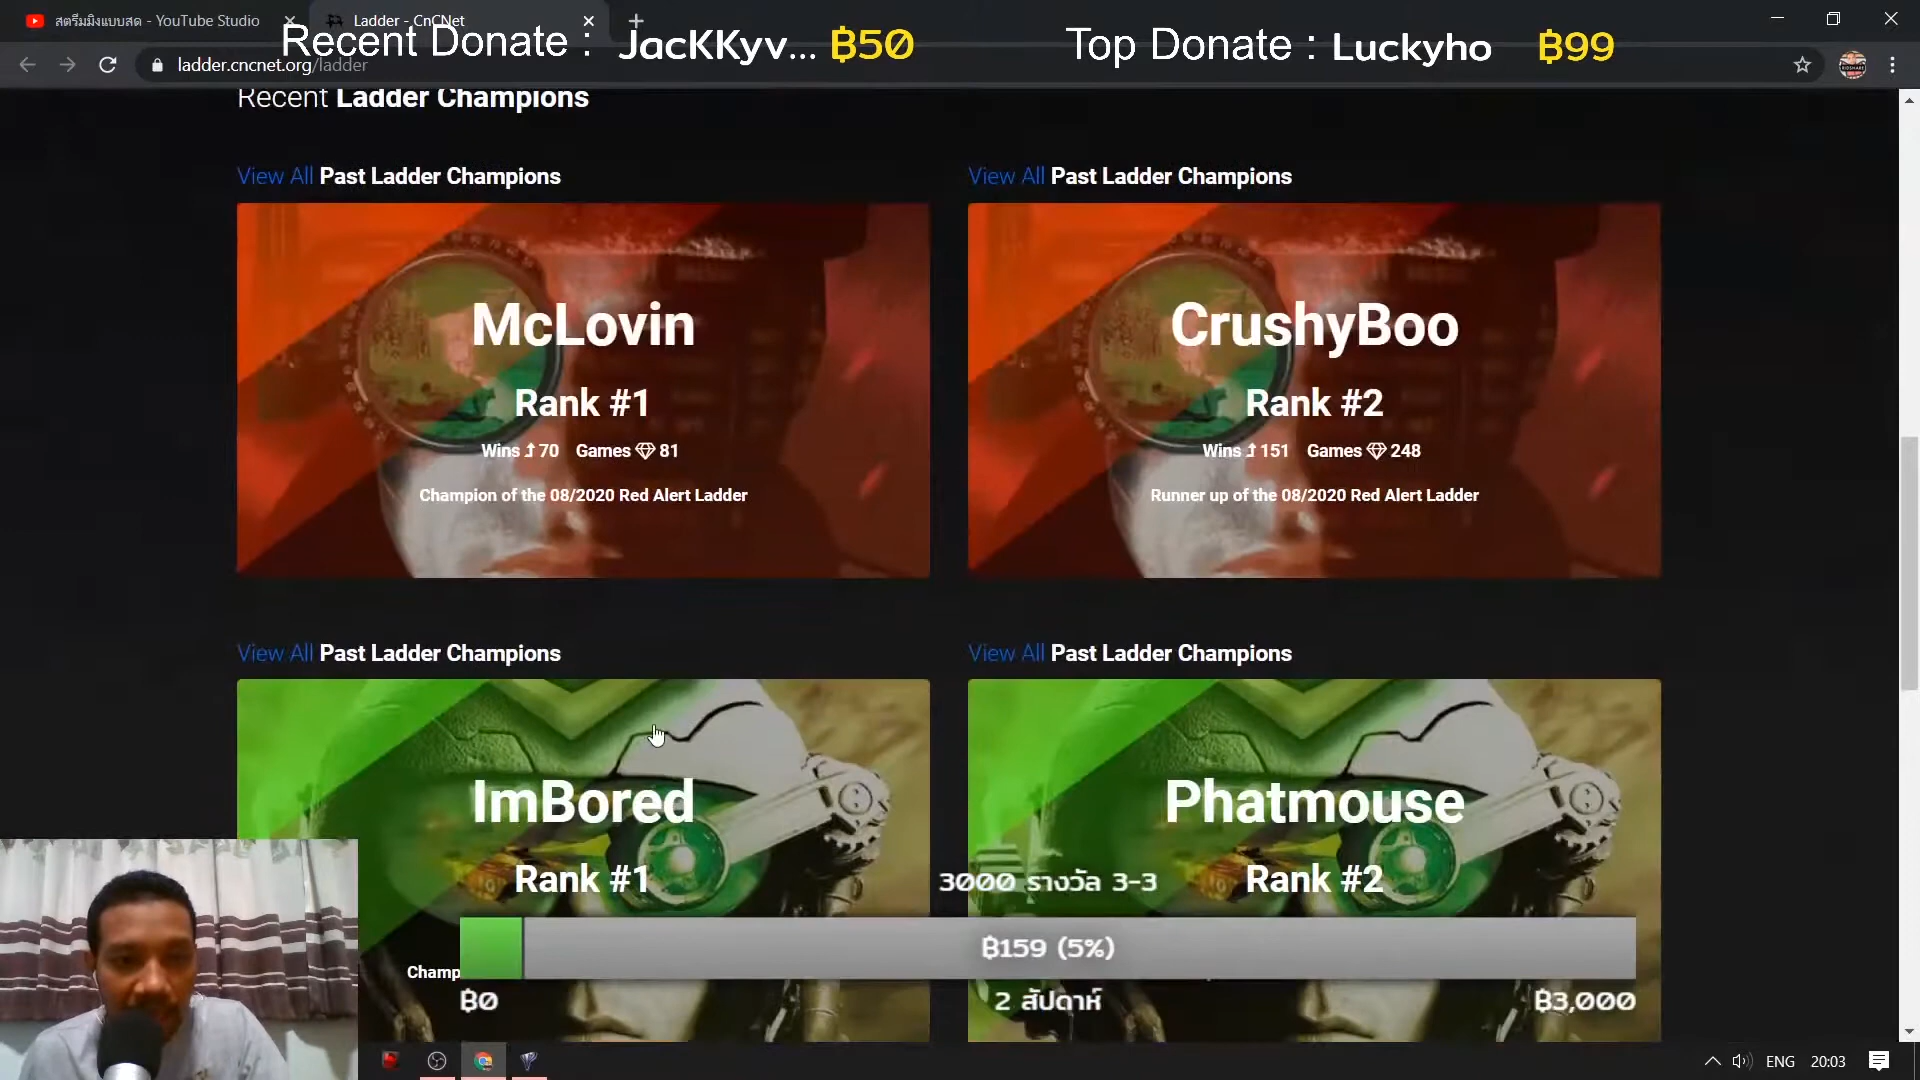 สตรีมมิงแบบสด - YouTube Studio
Ladder - CnCNet
Recent Donate : JacKKyv... ฿50
Top Donate : Luckyho ฿99
ladder.cncnet.org/ladder
Recent Ladder Champions
View All Past Ladder Champions
View All Past Ladder Champions
McLovin
Rank #1
Wins 70 Games 81
Champion of the 08/2020 Red Alert Ladder
CrushyBoo
Rank #2
Wins 151 Games 248
Runner up of the 08/2020 Red Alert Ladder
View All Past Ladder Champions
View All Past Ladder Champions
ImBored
Rank #1
Phatmouse
Rank #2
3000 รางวัล 3-3
฿159 (5%)
Champ
฿0
2 สัปดาห์
฿3,000
ENG
20:03